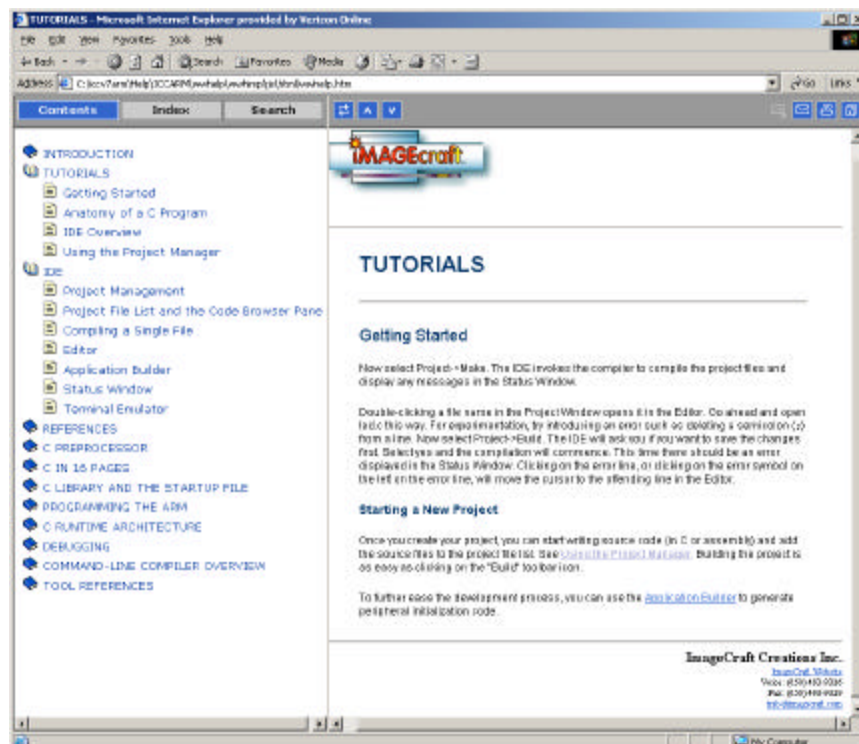 TUTORIALS - Microsoft Internet Explorer provided by Verizon Online
File Edit View Favorites Tools Help
Back Search Favorites Media
Address Go Links
Contents Index Search
INTRODUCTION
TUTORIALS
Getting Started
Anatomy of a C Program
IDE Overview
Using the Project Manager
IDE
Project Management
Project File List and the Code Browser Pane
Compiling a Single File
Editor
Application Builder
Status Window
Terminal Emulator
REFERENCES
C PREPROCESSOR
C IN 16 PAGES
C LIBRARY AND THE STARTUP FILE
PROGRAMMING THE ARM
C RUNTIME ARCHITECTURE
DEBUGGING
COMMAND-LINE COMPILER OVERVIEW
TOOL REFERENCES
iMAGEcraft
TUTORIALS
Getting Started
Now select Project->Make. The IDE invokes the compiler to compile the project files and
display any messages in the Status Window.
Double-clicking a file name in the Project Window opens it in the Editor. Go ahead and open
led.c this way. For experimentation, try introducing an error such as deleting a semicolon (;)
from a line. Now select Project->Build. The IDE will ask you if you want to save the changes
first. Select yes and the compilation will commence. This time there should be an error
displayed in the Status Window. Clicking on the error line, or clicking on the error symbol on
the left on the error line, will move the cursor to the offending line in the Editor.
Starting a New Project
Once you create your project, you can start writing source code (in C or assembly) and add
the source files to the project file list. See Using the Project Manager. Building the project is
as easy as clicking on the "Build" toolbar icon.
To further ease the development process, you can use the Application Builder to generate
peripheral initialization code.
ImageCraft Creations Inc.
ImageCraft Website
My Computer